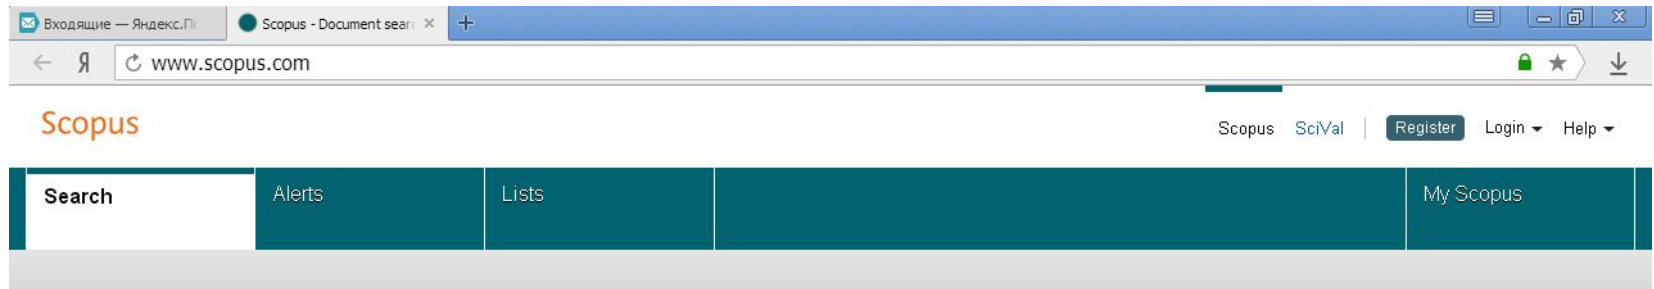 Входящие — Яндекс.П
Scopus - Document sear
Я www.scopus.com
Scopus
Scopus SciVal Register Login Help
Search Alerts Lists My Scopus